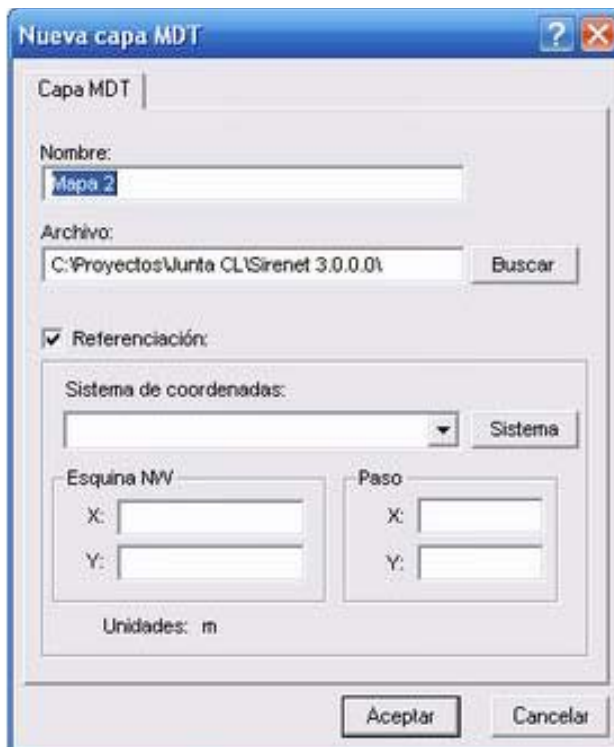 Nueva capa MDT
Capa MDT
Nombre:
Mapa 2
Archivo:
C:\Proyectos\Junta CL\Sirenet 3.0.0.0\
Buscar
Referenciación:
Sistema de coordenadas:
Sistema
Esquina NW
Paso
X:
X:
Y:
Y:
Unidades: m
Aceptar
Cancelar